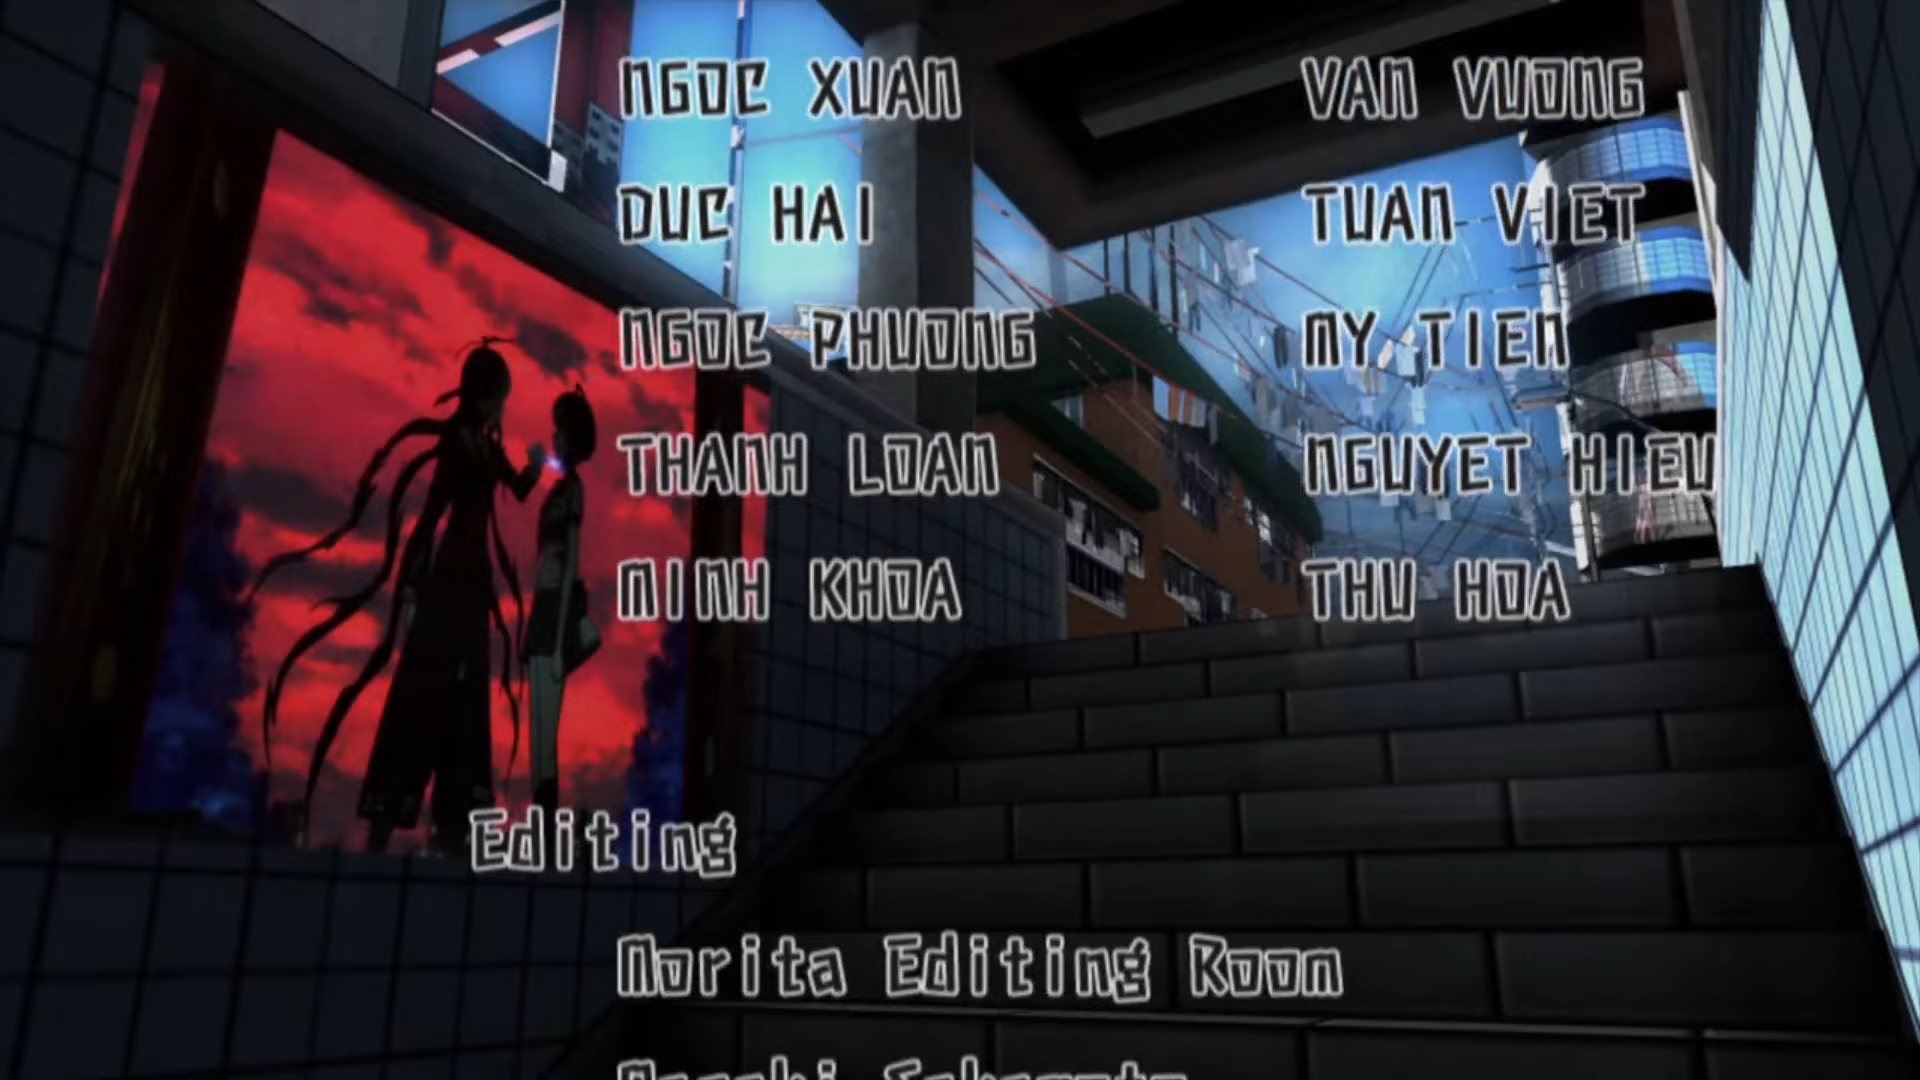 NGOC XUAN VAN VUONG
DUC HAI TUAN VIET
NGOC PHUONG MY TIEN
THANH LOAN NGUYET HIEU
MINH KHOA THU HOA
Editing
Morita Editing Room